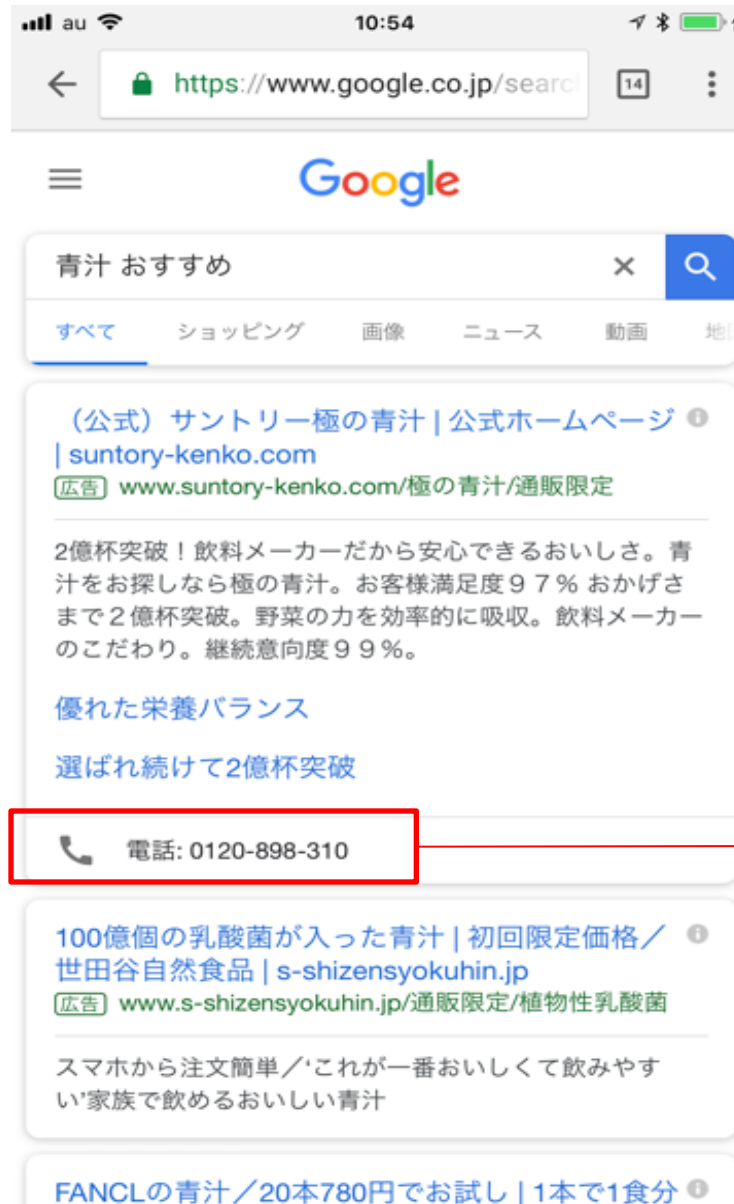 au 10:54
https://www.google.co.jp/searc 14
Google
青汁 おすすめ
すべて ショッピング 画像 ニュース 動画
（公式）サントリー極の青汁 | 公式ホームページ
| suntory-kenko.com
広告 www.suntory-kenko.com/極の青汁/通販限定
2億杯突破！飲料メーカーだから安心できるおいしさ。青
汁をお探しなら極の青汁。お客様満足度９７% おかげさ
まで２億杯突破。野菜の力を効率的に吸収。飲料メーカー
のこだわり。継続意向度９９%。
優れた栄養バランス
選ばれ続けて2億杯突破
電話: 0120-898-310
100億個の乳酸菌が入った青汁 | 初回限定価格／
世田谷自然食品 | s-shizensyokuhin.jp
広告 www.s-shizensyokuhin.jp/通販限定/植物性乳酸菌
スマホから注文簡単／‘これが一番おいしくて飲みやす
い’家族で飲めるおいしい青汁
FANCLの青汁／20本780円でお試し | 1本で1食分